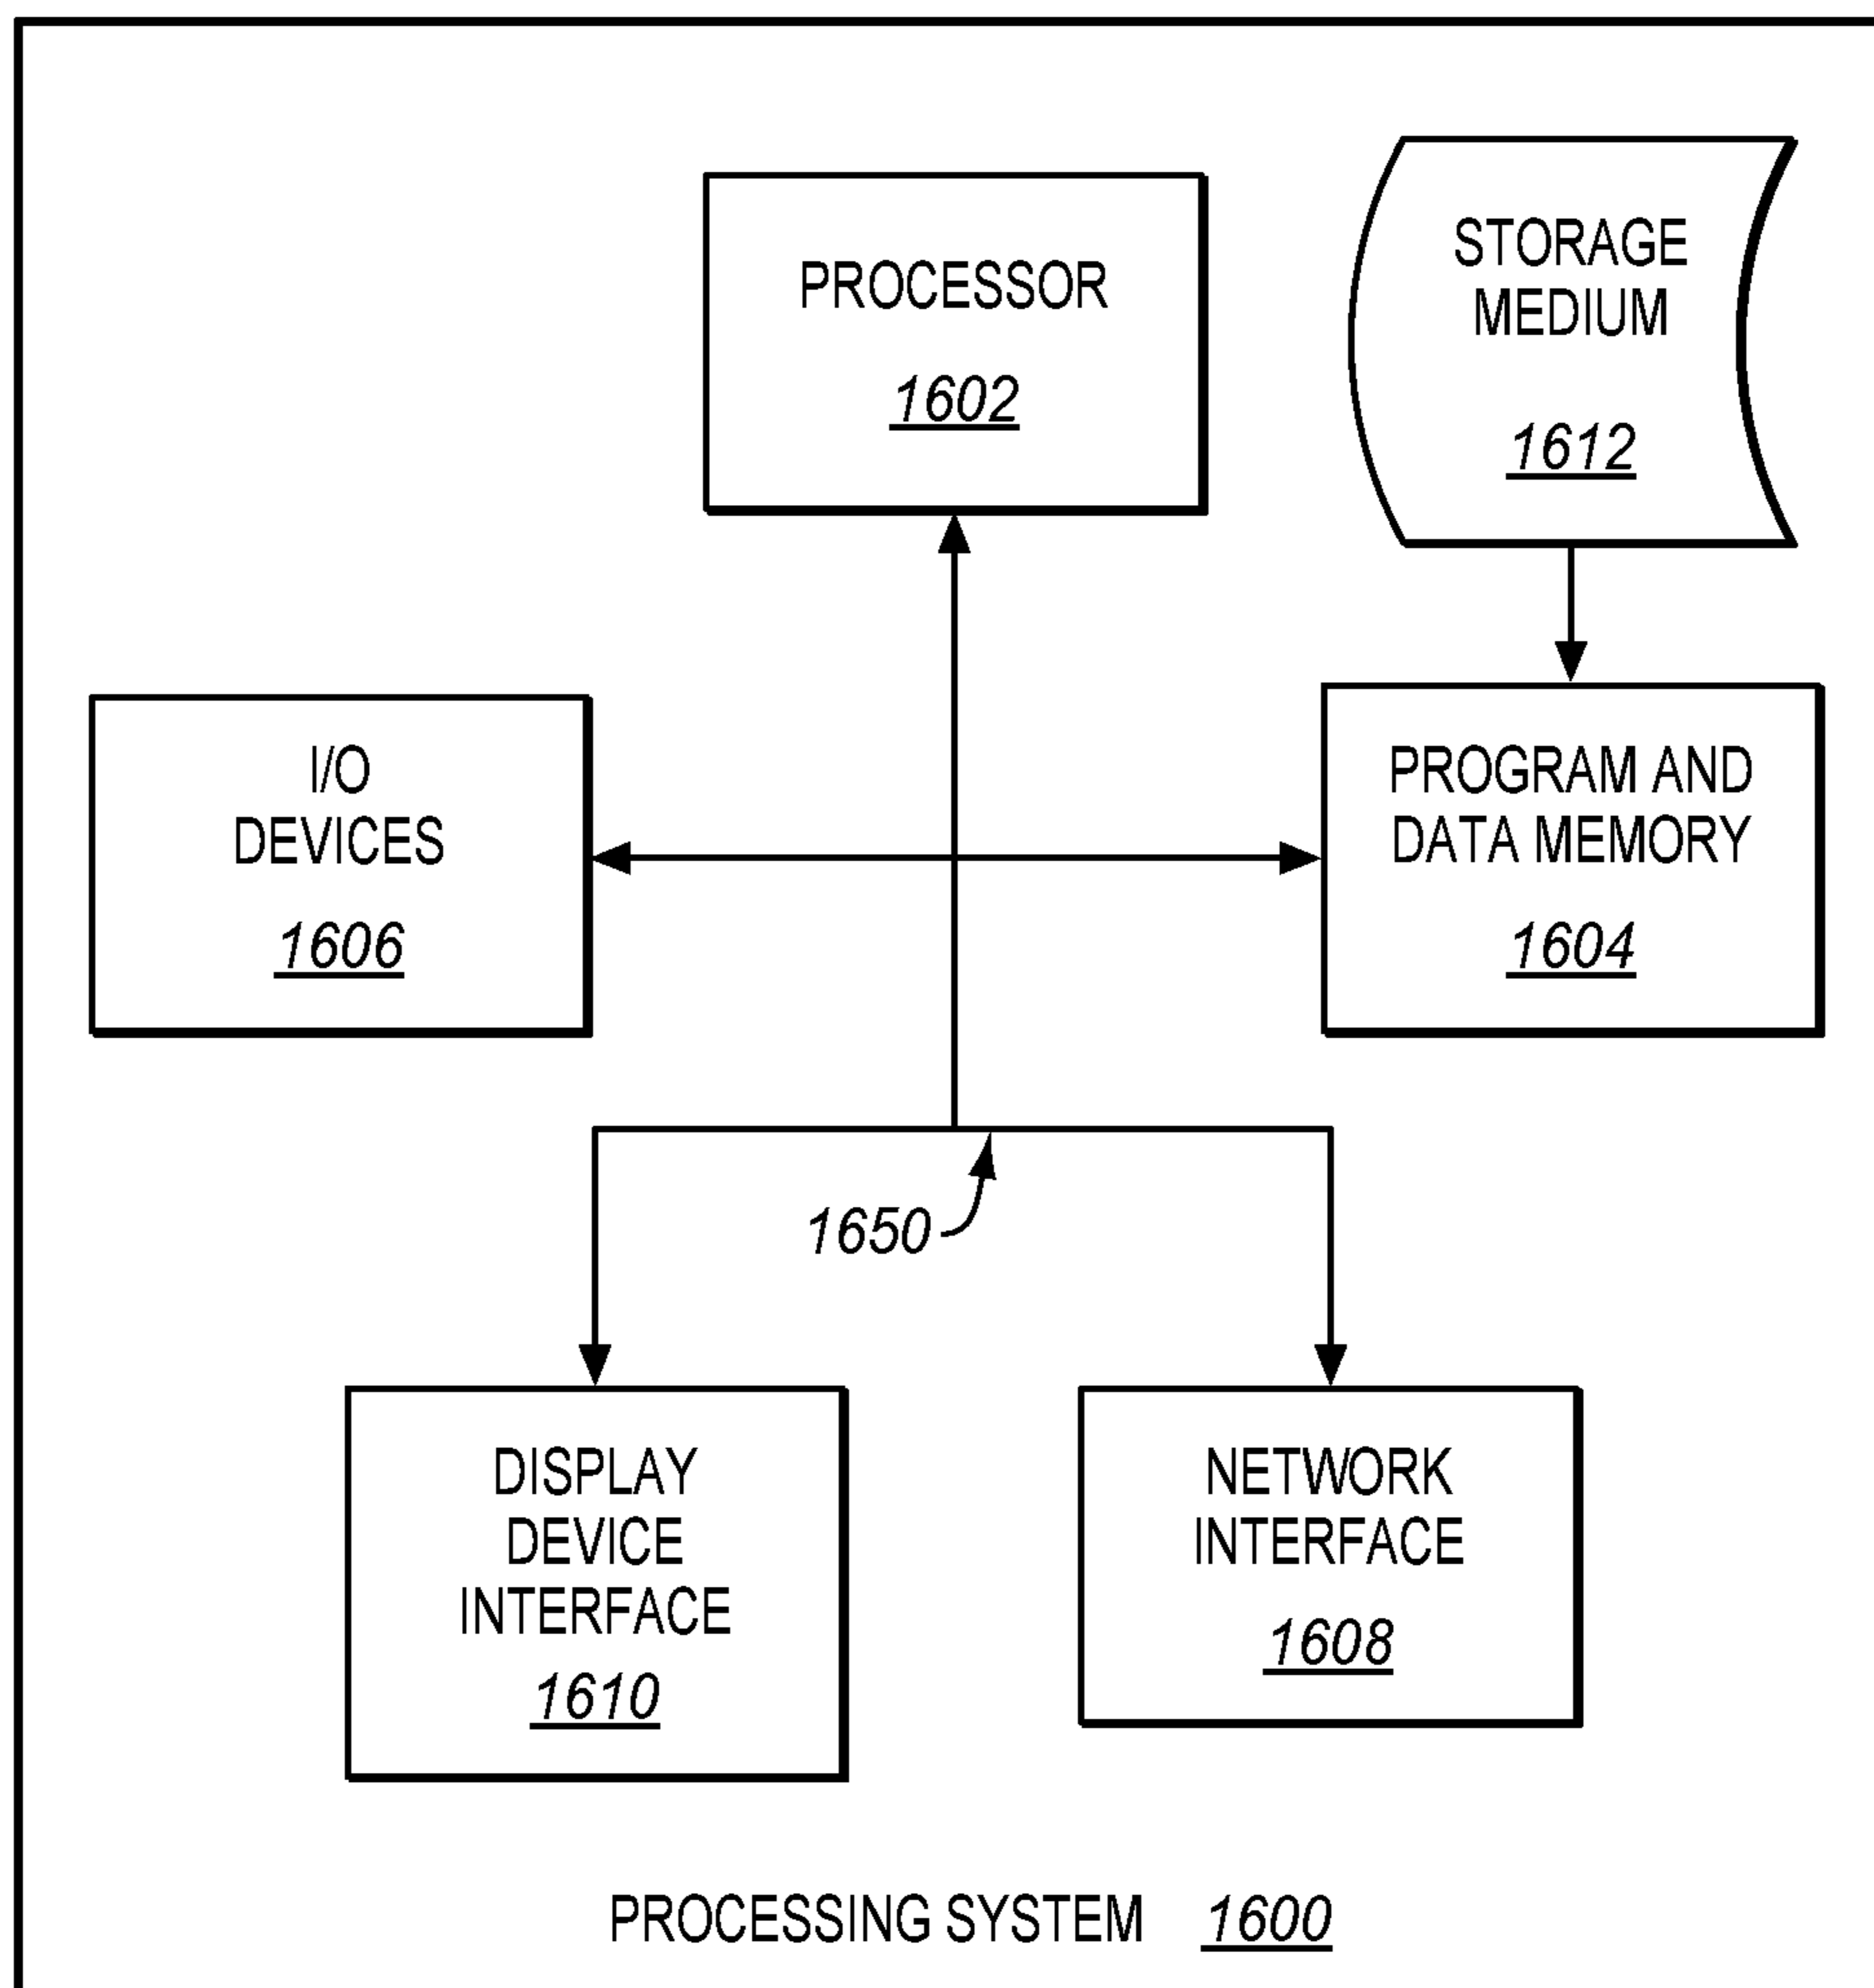 PROCESSOR
1602
STORAGE
MEDIUM
1612
I/O
DEVICES
1606
PROGRAM AND
DATA MEMORY
1604
1650
DISPLAY
DEVICE
INTERFACE
1610
NETWORK
INTERFACE
1608
PROCESSING SYSTEM 1600